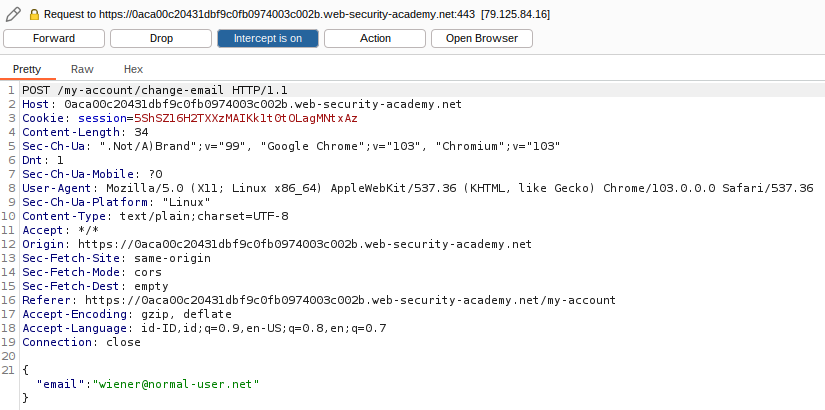 Request to https://0aca00c20431dbf9c0fb0974003c002b.web-security-academy.net:443 [79.125.84.16]
Forward Drop Intercept is on Action Open Browser
Pretty Raw Hex
1 POST /my-account/change-email HTTP/1.1
2 Host: 0aca00c20431dbf9c0fb0974003c002b.web-security-academy.net
3 Cookie: session=5ShSZ16H2TXXzMAIKk1t0tOLagMNtxAz
4 Content-Length: 34
5 Sec-Ch-Ua: ".Not/A)Brand";v="99", "Google Chrome";v="103", "Chromium";v="103"
6 Dnt: 1
7 Sec-Ch-Ua-Mobile: ?0
8 User-Agent: Mozilla/5.0 (X11; Linux x86_64) AppleWebKit/537.36 (KHTML, like Gecko) Chrome/103.0.0.0 Safari/537.36
9 Sec-Ch-Ua-Platform: "Linux"
10 Content-Type: text/plain;charset=UTF-8
11 Accept: */*
12 Origin: https://0aca00c20431dbf9c0fb0974003c002b.web-security-academy.net
13 Sec-Fetch-Site: same-origin
14 Sec-Fetch-Mode: cors
15 Sec-Fetch-Dest: empty
16 Referer: https://0aca00c20431dbf9c0fb0974003c002b.web-security-academy.net/my-account
17 Accept-Encoding: gzip, deflate
18 Accept-Language: id-ID,id;q=0.9,en-US;q=0.8,en;q=0.7
19 Connection: close
20
21 {
"email":"wiener@normal-user.net"
}